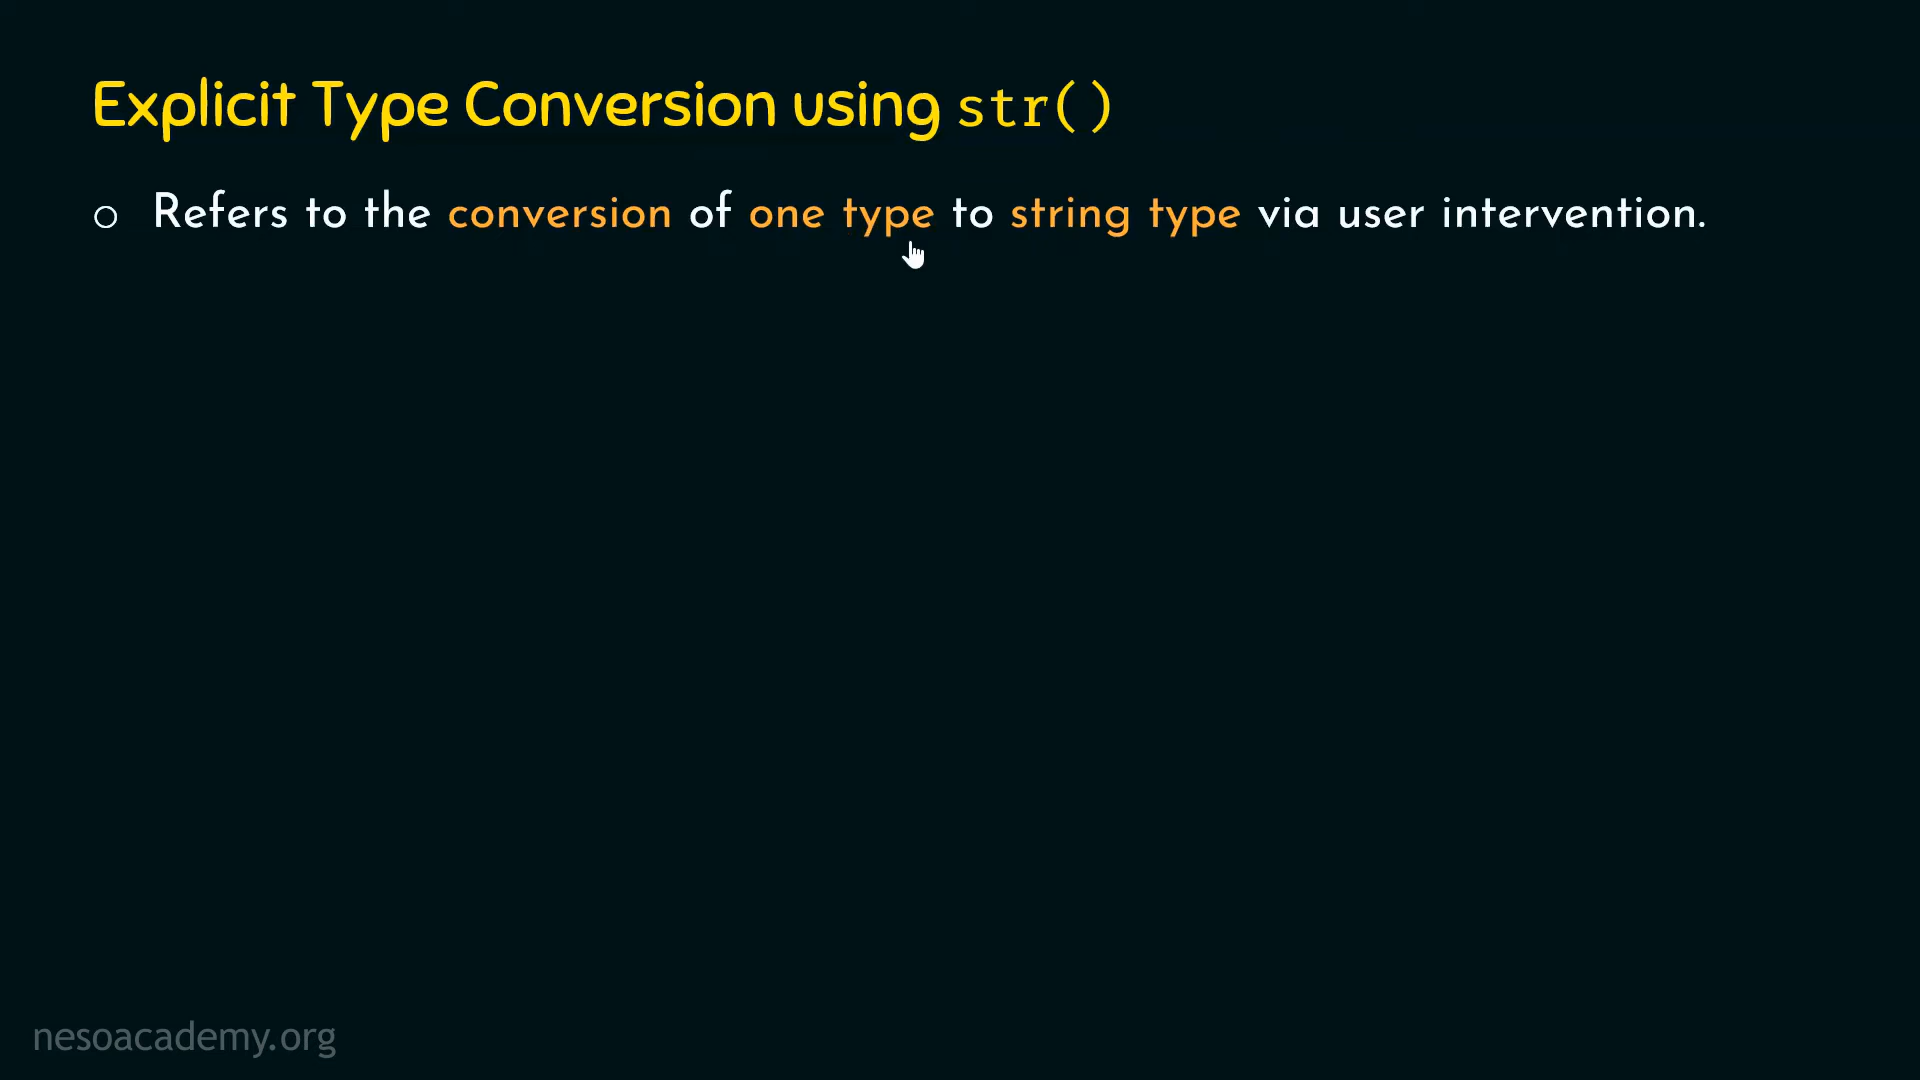 Explicit Type Conversion using str()
○ Refers to the conversion of one type to string type via user intervention.
nesoacademy.org